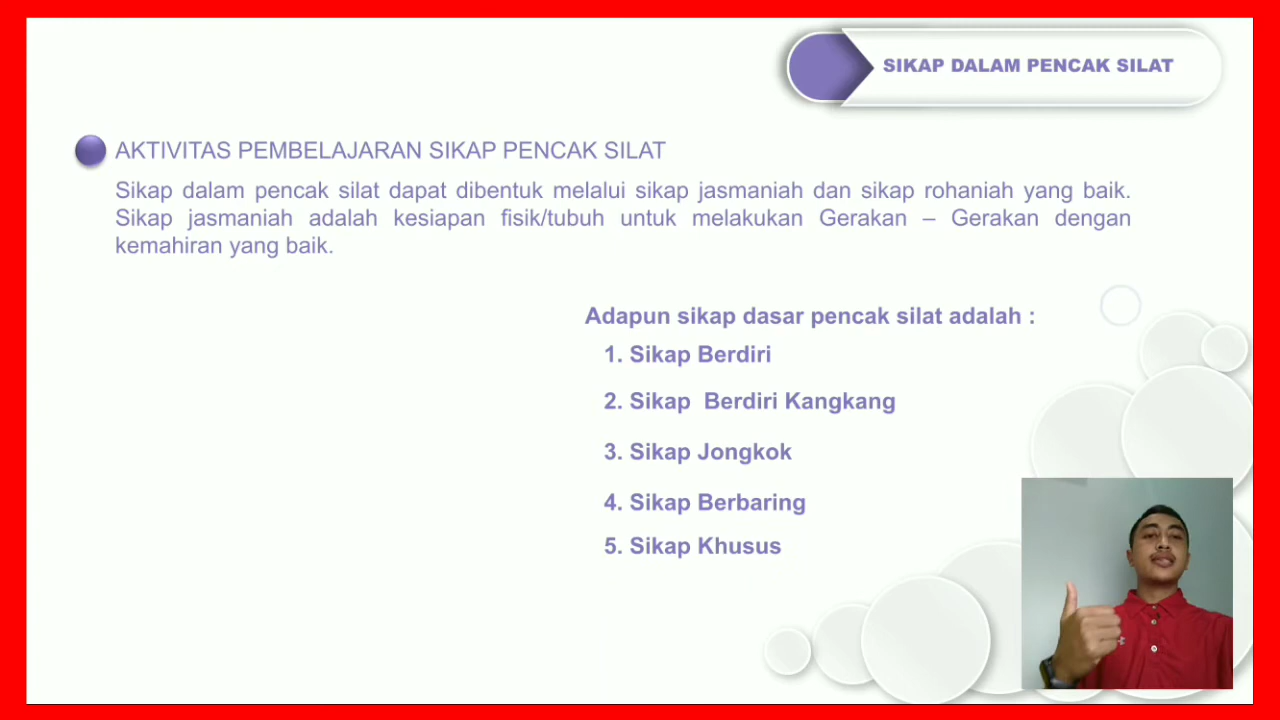 SIKAP DALAM PENCAK SILAT
AKTIVITAS PEMBELAJARAN SIKAP PENCAK SILAT
Sikap dalam pencak silat dapat dibentuk melalui sikap jasmaniah dan sikap rohaniah yang baik.
Sikap jasmaniah adalah kesiapan fisik/tubuh untuk melakukan Gerakan – Gerakan dengan
kemahiran yang baik.
Adapun sikap dasar pencak silat adalah :
1. Sikap Berdiri
2. Sikap  Berdiri Kangkang
3. Sikap Jongkok
4. Sikap Berbaring
5. Sikap Khusus